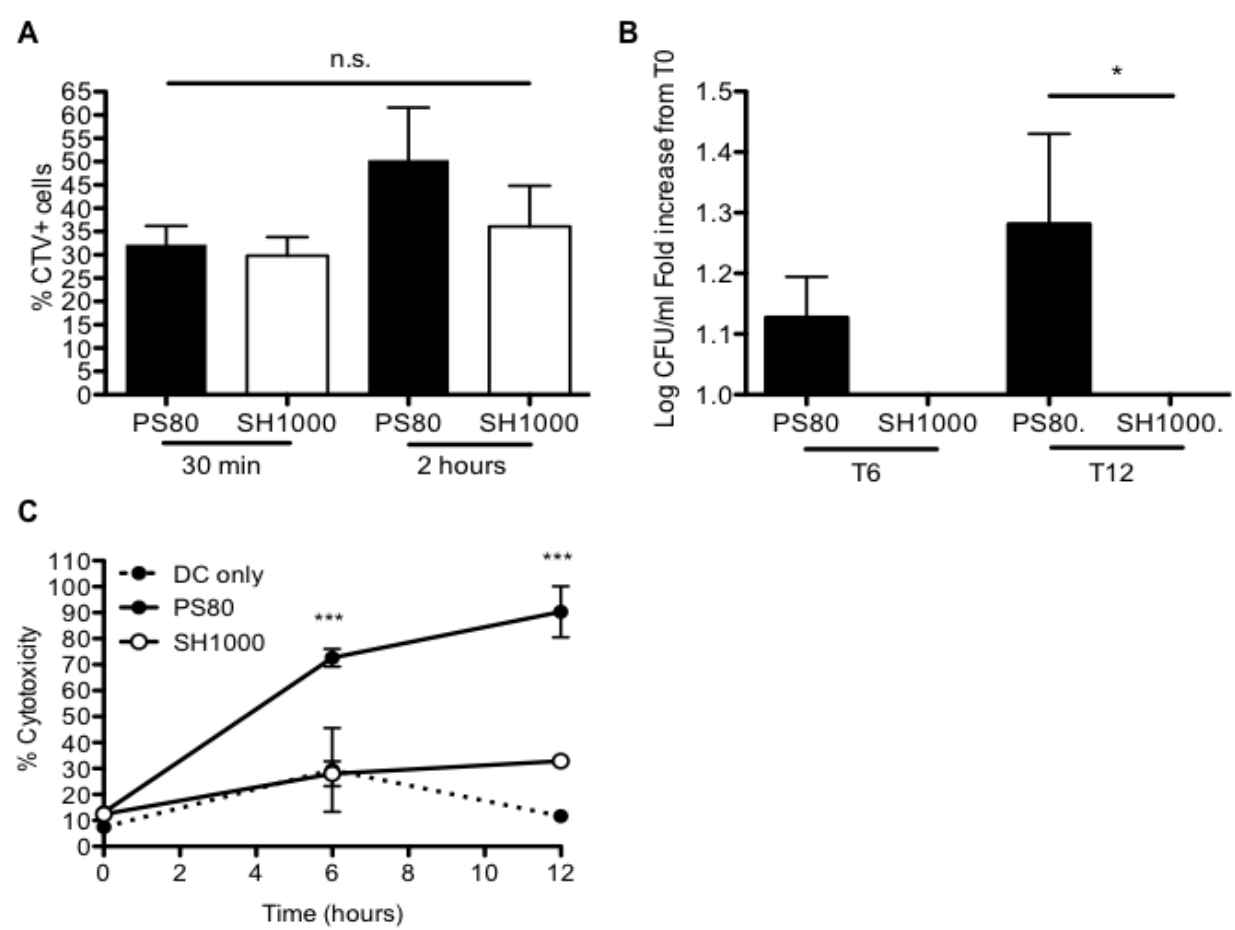 A
n.s.
% CTV+ cells
65
60
55
50
45
40
35
30
25
20
15
10
5
0
PS80 SH1000 PS80 SH1000
30 min 2 hours
B
*
Log CFU/ml Fold increase from T0
1.5
1.4
1.3
1.2
1.1
1.0
PS80 SH1000 PS80. SH1000.
T6 T12
C
% Cytotoxicity
110
100
90
80
70
60
50
40
30
20
10
0
DC only
PS80
SH1000
***
***
0 2 4 6 8 10 12
Time (hours)